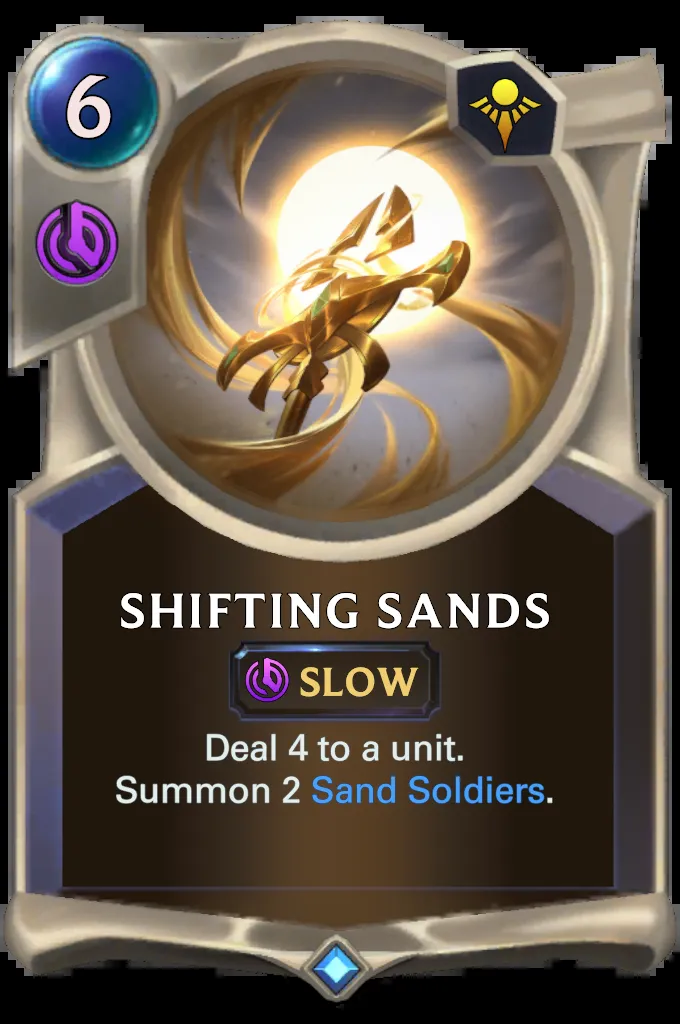 6
SHIFTING SANDS
SLOW
Deal 4 to a unit.
Summon 2 Sand Soldiers.